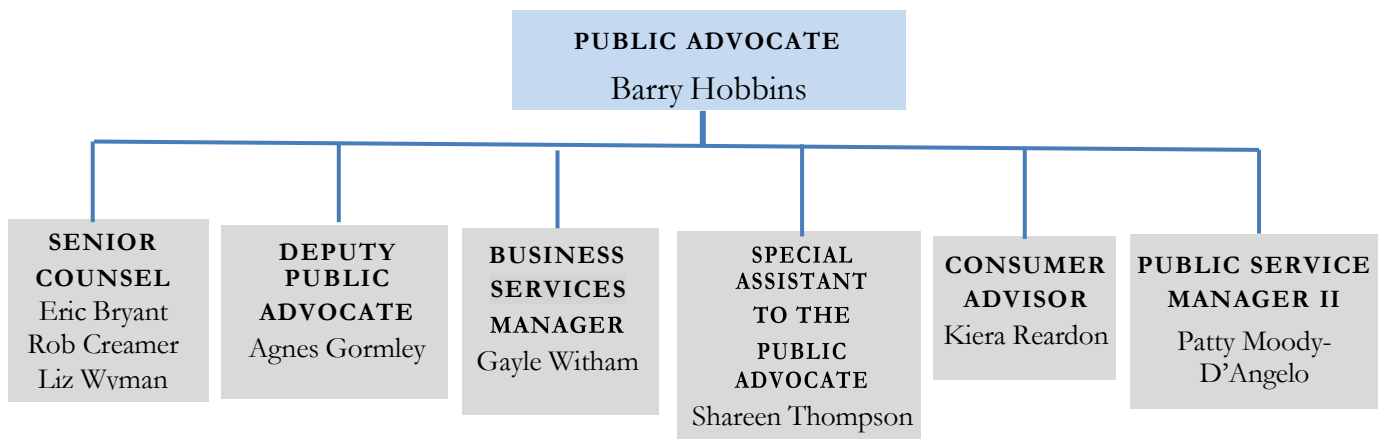 PUBLIC ADVOCATE
Barry Hobbins
SENIOR
COUNSEL
Eric Bryant
Rob Creamer
Liz Wyman
DEPUTY
PUBLIC
ADVOCATE
Agnes Gormley
BUSINESS
SERVICES
MANAGER
Gayle Witham
SPECIAL
ASSISTANT
TO THE
PUBLIC
ADVOCATE
Shareen Thompson
CONSUMER
ADVISOR
Kiera Reardon
PUBLIC SERVICE
MANAGER II
Patty Moody-
D’Angelo